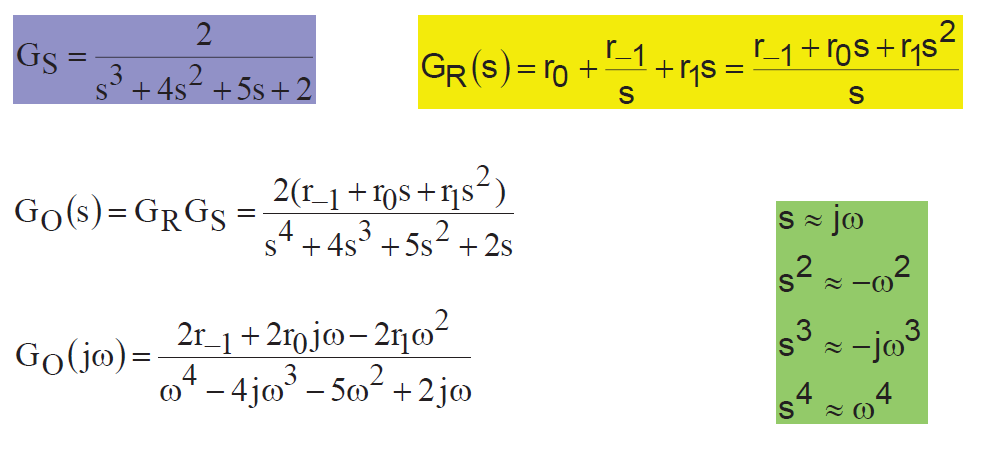 G_S = 2/(s^3 + 4s^2 + 5s + 2)
G_R(s) = r_0 + r_{-1}/s + r_1s = (r_{-1} + r_0s + r_1s^2)/s
G_O(s) = G_R G_S = 2(r_{-1} + r_0s + r_1s^2)/(s^4 + 4s^3 + 5s^2 + 2s)
s ≈ jω
s^2 ≈ −ω^2
s^3 ≈ −jω^3
s^4 ≈ ω^4
G_O(jω) = (2r_{-1} + 2r_0jω − 2r_1ω^2)/(ω^4 − 4jω^3 − 5ω^2 + 2jω)